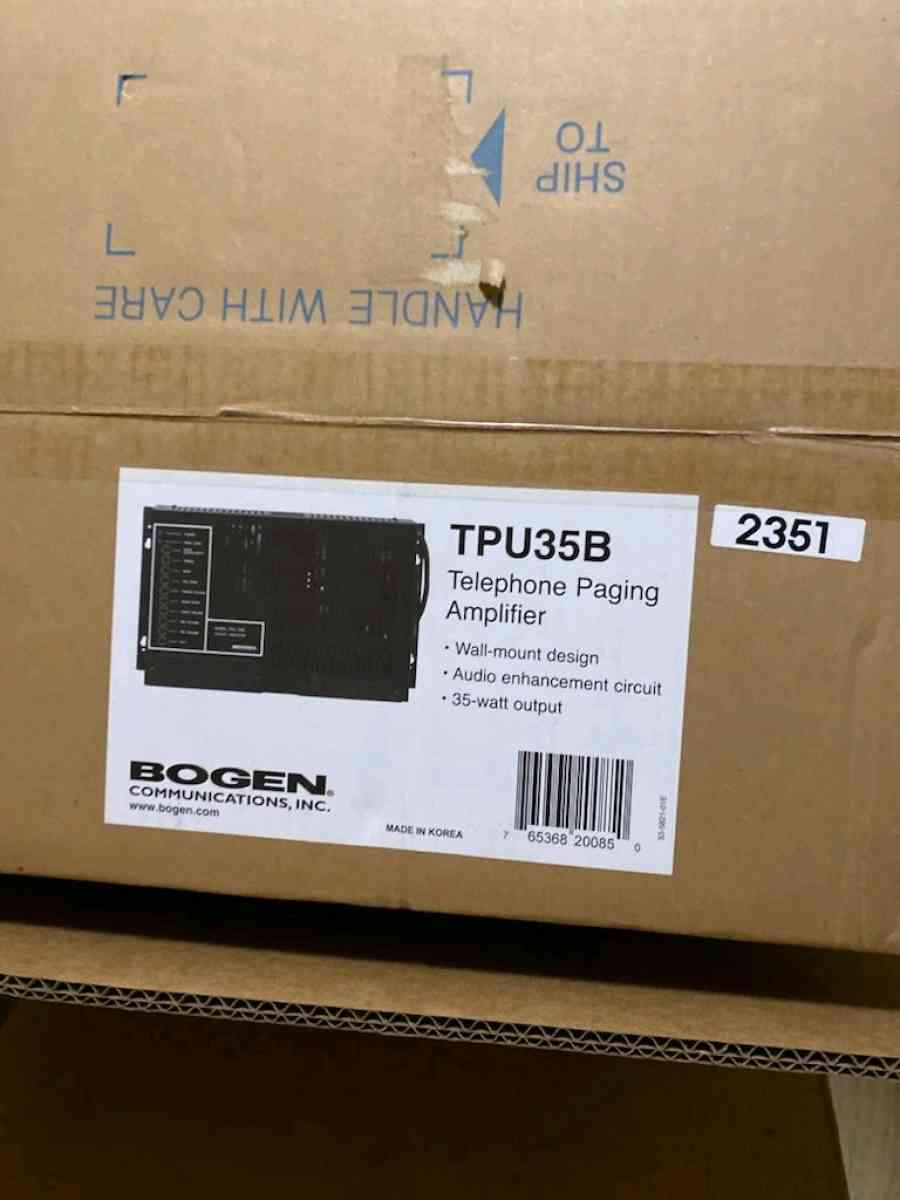 SHIP
TO
HANDLE WITH CARE
TPU35B
Telephone Paging
Amplifier
• Wall-mount design
• Audio enhancement circuit
• 35-watt output
2351
BOGEN®
COMMUNICATIONS, INC.
www.bogen.com
MADE IN KOREA
7 65368 20085 0